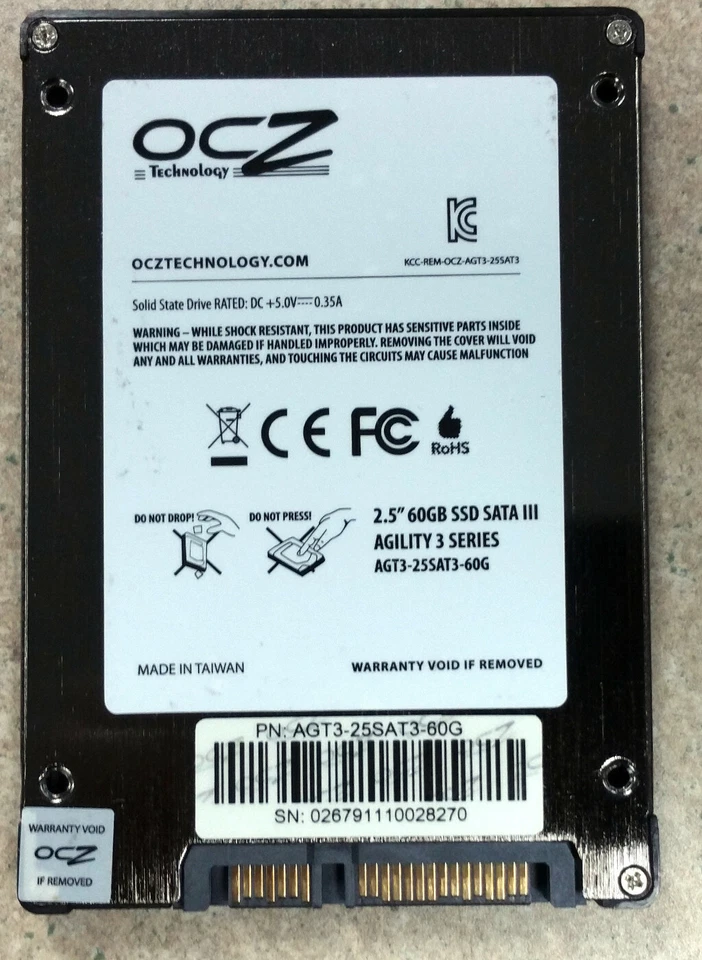 OCZ
Technology
KC
OCZTECHNOLOGY.COM
KCC-REM-OCZ-AGT3-25SAT3
Solid State Drive RATED: DC +5.0V⎓ 0.35A
WARNING – WHILE SHOCK RESISTANT, THIS PRODUCT HAS SENSITIVE PARTS INSIDE
WHICH MAY BE DAMAGED IF HANDLED IMPROPERLY. REMOVING THE COVER WILL VOID
ANY AND ALL WARRANTIES, AND TOUCHING THE CIRCUITS MAY CAUSE MALFUNCTION
CE FC RoHS
DO NOT DROP! DO NOT PRESS!
2.5” 60GB SSD SATA III
AGILITY 3 SERIES
AGT3-25SAT3-60G
MADE IN TAIWAN
WARRANTY VOID IF REMOVED
PN: AGT3-25SAT3-60G
SN: 026791110028270
WARRANTY VOID
OCZ
IF REMOVED